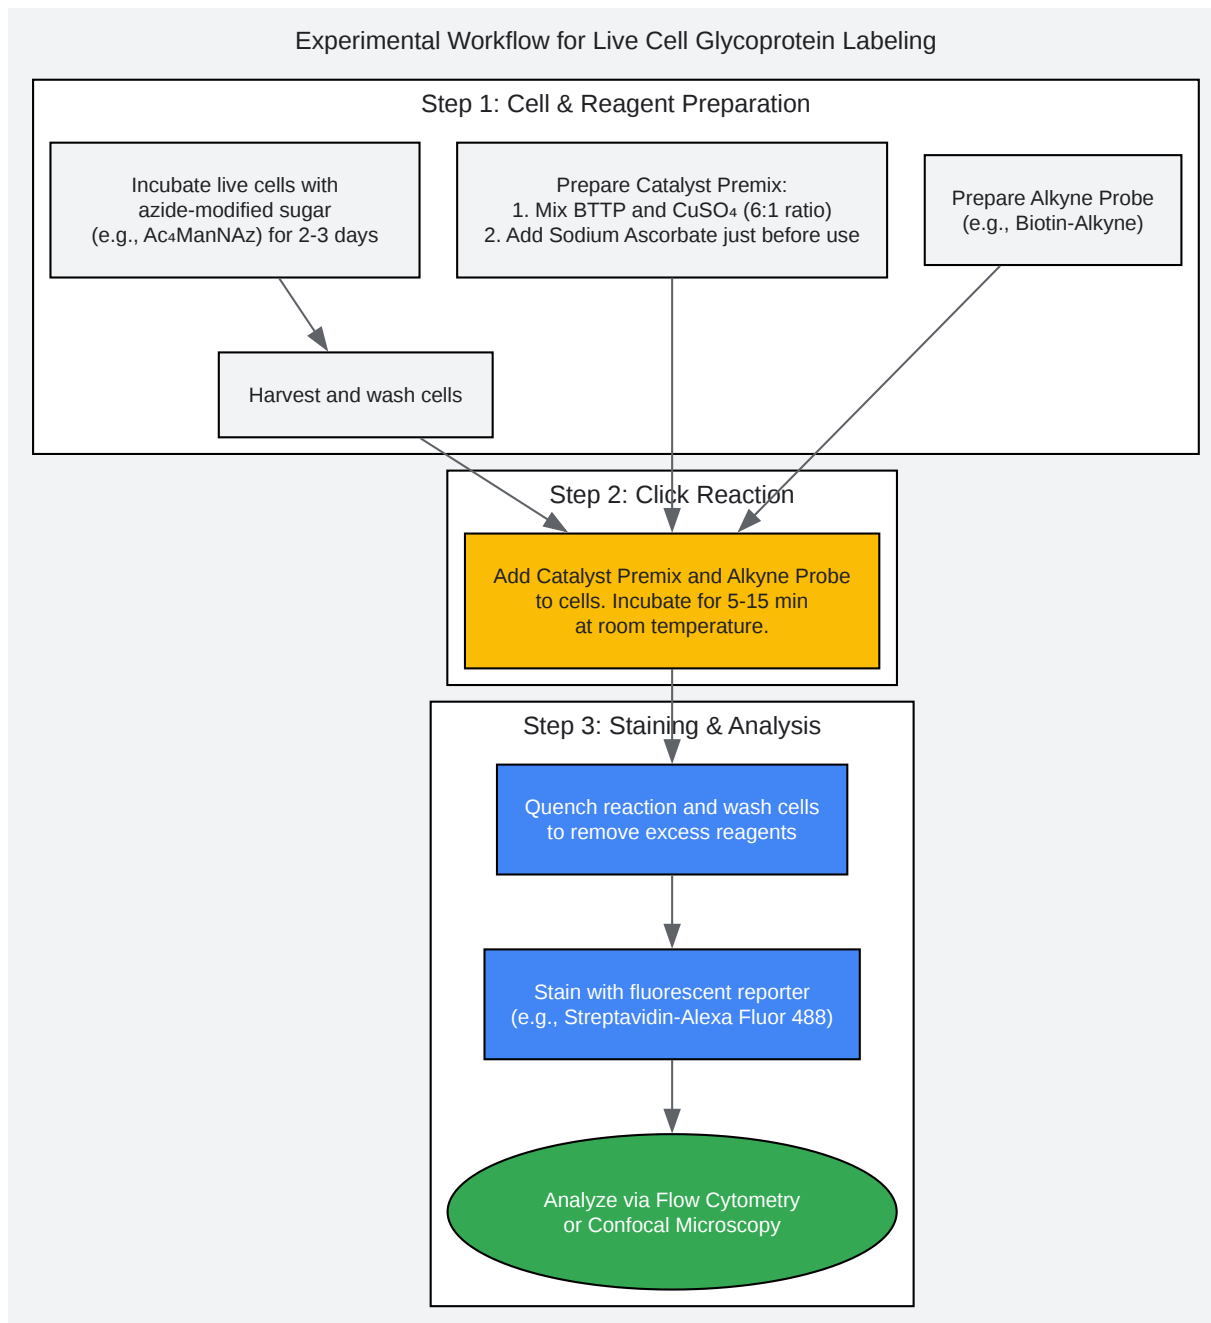 Experimental Workflow for Live Cell Glycoprotein Labeling
Step 1: Cell & Reagent Preparation
Incubate live cells with
azide-modified sugar
(e.g., Ac₄ManNAz) for 2-3 days
Prepare Catalyst Premix:
1. Mix BTTP and CuSO₄ (6:1 ratio)
2. Add Sodium Ascorbate just before use
Prepare Alkyne Probe
(e.g., Biotin-Alkyne)
Harvest and wash cells
Step 2: Click Reaction
Add Catalyst Premix and Alkyne Probe
to cells. Incubate for 5-15 min
at room temperature.
Step 3: Staining & Analysis
Quench reaction and wash cells
to remove excess reagents
Stain with fluorescent reporter
(e.g., Streptavidin-Alexa Fluor 488)
Analyze via Flow Cytometry
or Confocal Microscopy